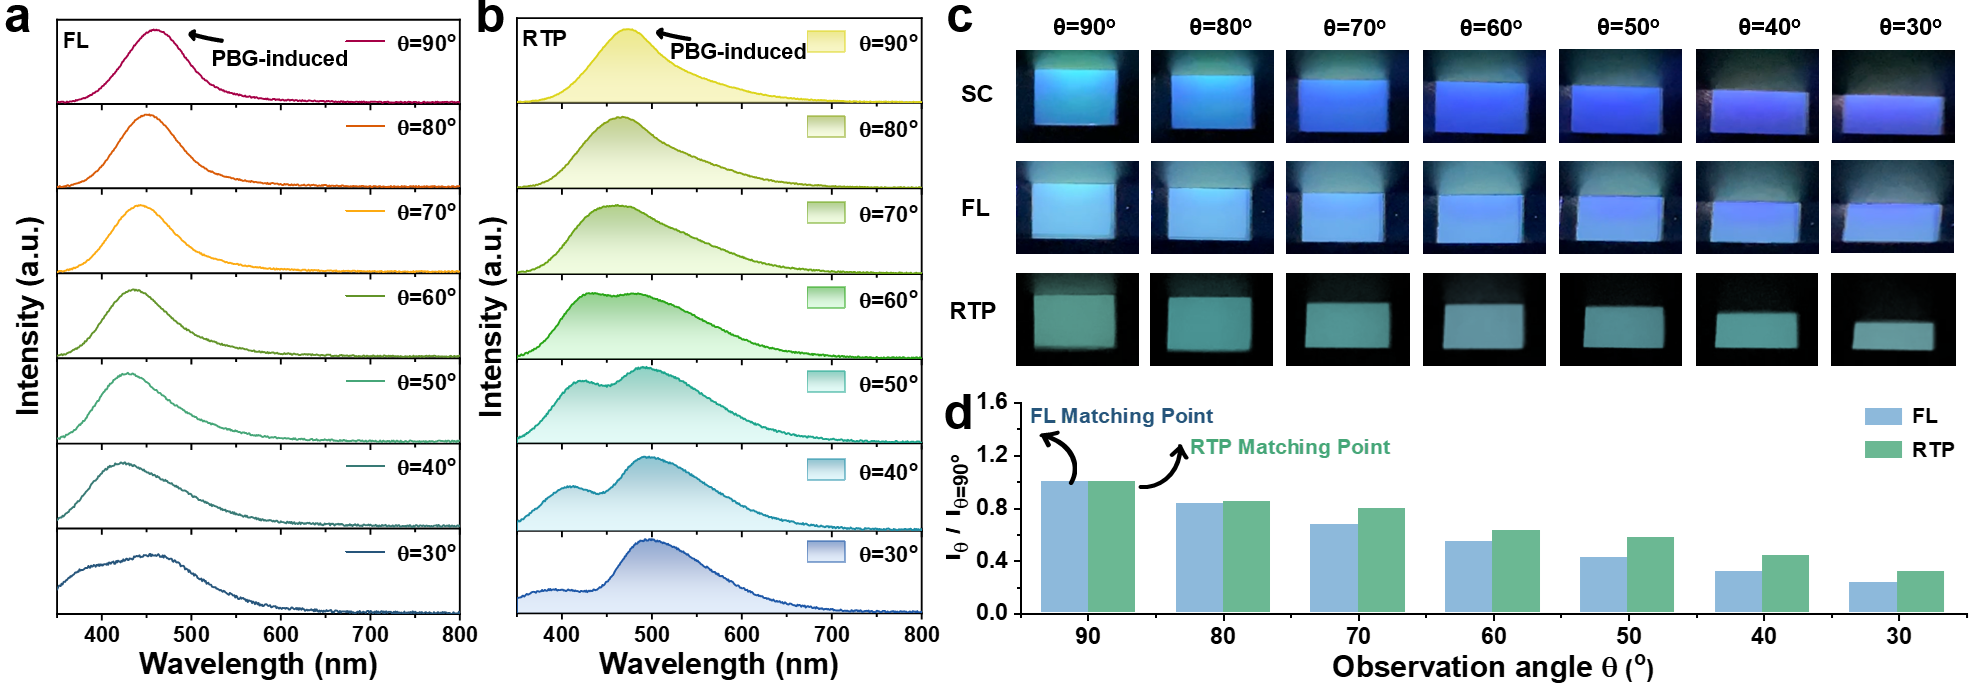 a
FL
PBG-induced
θ=90°
θ=80°
θ=70°
θ=60°
θ=50°
θ=40°
θ=30°
Intensity (a.u.)
400 500 600 700 800
Wavelength (nm)
b
RTP
PBG-induced
θ=90°
θ=80°
θ=70°
θ=60°
θ=50°
θ=40°
θ=30°
Intensity (a.u.)
400 500 600 700 800
Wavelength (nm)
c
θ=90° θ=80° θ=70° θ=60° θ=50° θ=40° θ=30°
SC
FL
RTP
d
FL Matching Point
RTP Matching Point
FL
RTP
Iθ / Iθ=90°
1.6
1.2
0.8
0.4
0.0
90 80 70 60 50 40 30
Observation angle θ (°)